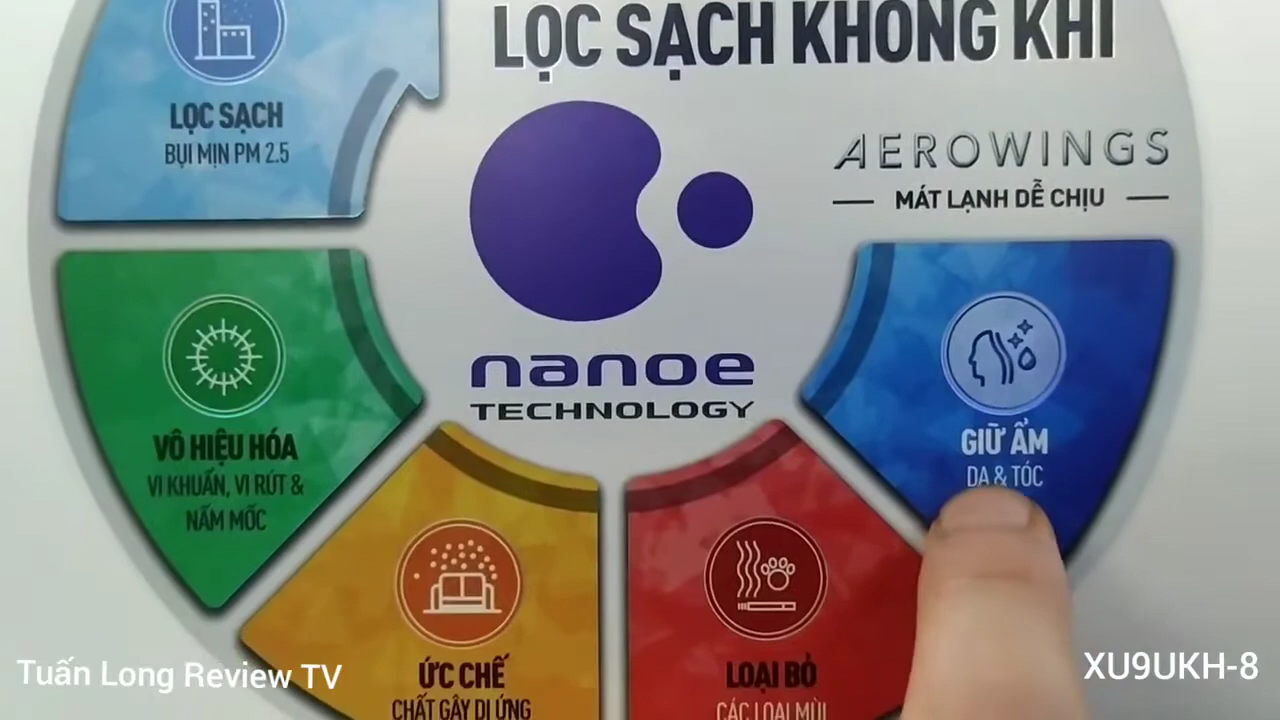 LỌC SẠCH KHÔNG KHÍ
LỌC SẠCH
BỤI MỊN PM 2.5
AEROWINGS
MÁT LẠNH DỄ CHỊU
nanoe
TECHNOLOGY
VÔ HIỆU HÓA
VI KHUẨN, VI RÚT &
NẤM MỐC
GIỮ ẨM
DA & TÓC
ỨC CHẾ
CHẤT GÂY DỊ ỨNG
LOẠI BỎ
CÁC LOẠI MÙI
Tuấn Long Review TV
XU9UKH-8